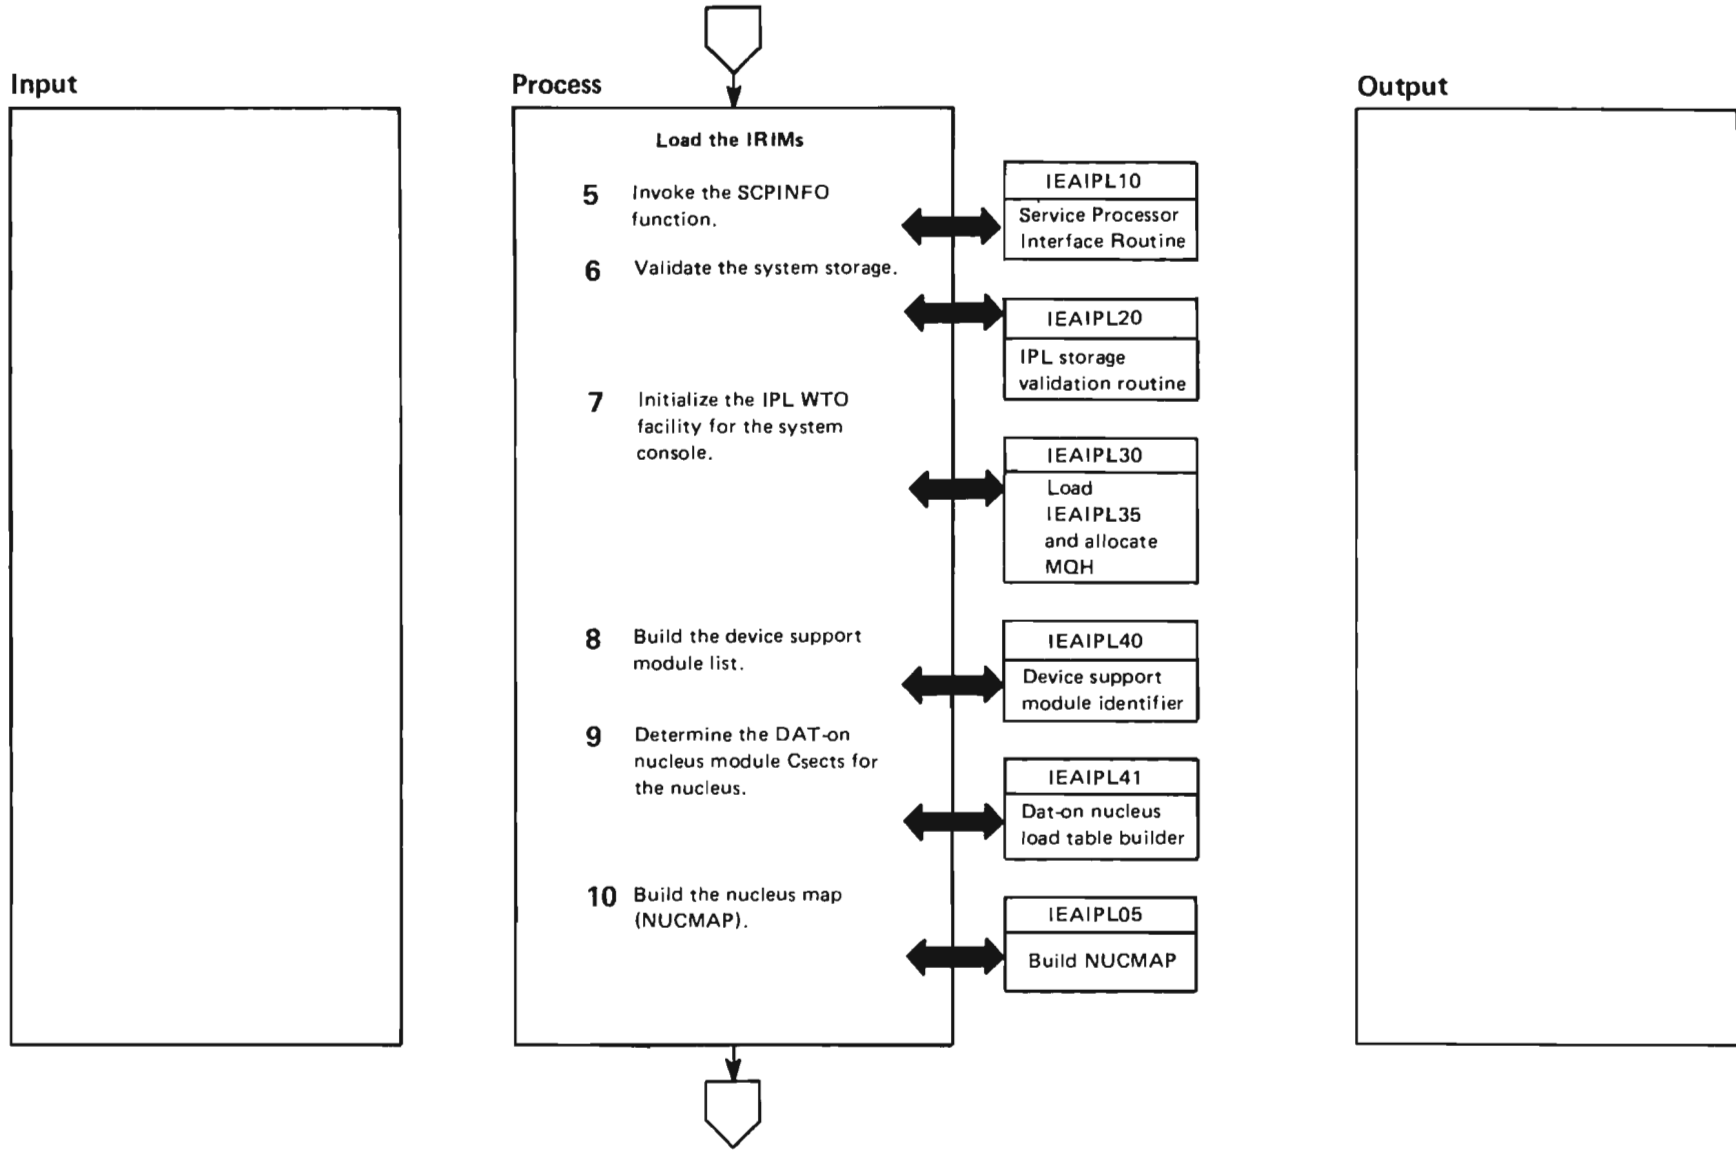 Input
Process
Output
Load the IRIMs
5 Invoke the SCPINFO
function.
IEAIPL10
Service Processor
Interface Routine
6 Validate the system storage.
IEAIPL20
IPL storage
validation routine
7 Initialize the IPL WTO
facility for the system
console.
IEAIPL30
Load
IEAIPL35
and allocate
MQH
8 Build the device support
module list.
IEAIPL40
Device support
module identifier
9 Determine the DAT-on
nucleus module Csects for
the nucleus.
IEAIPL41
Dat-on nucleus
load table builder
10 Build the nucleus map
(NUCMAP).
IEAIPL05
Build NUCMAP